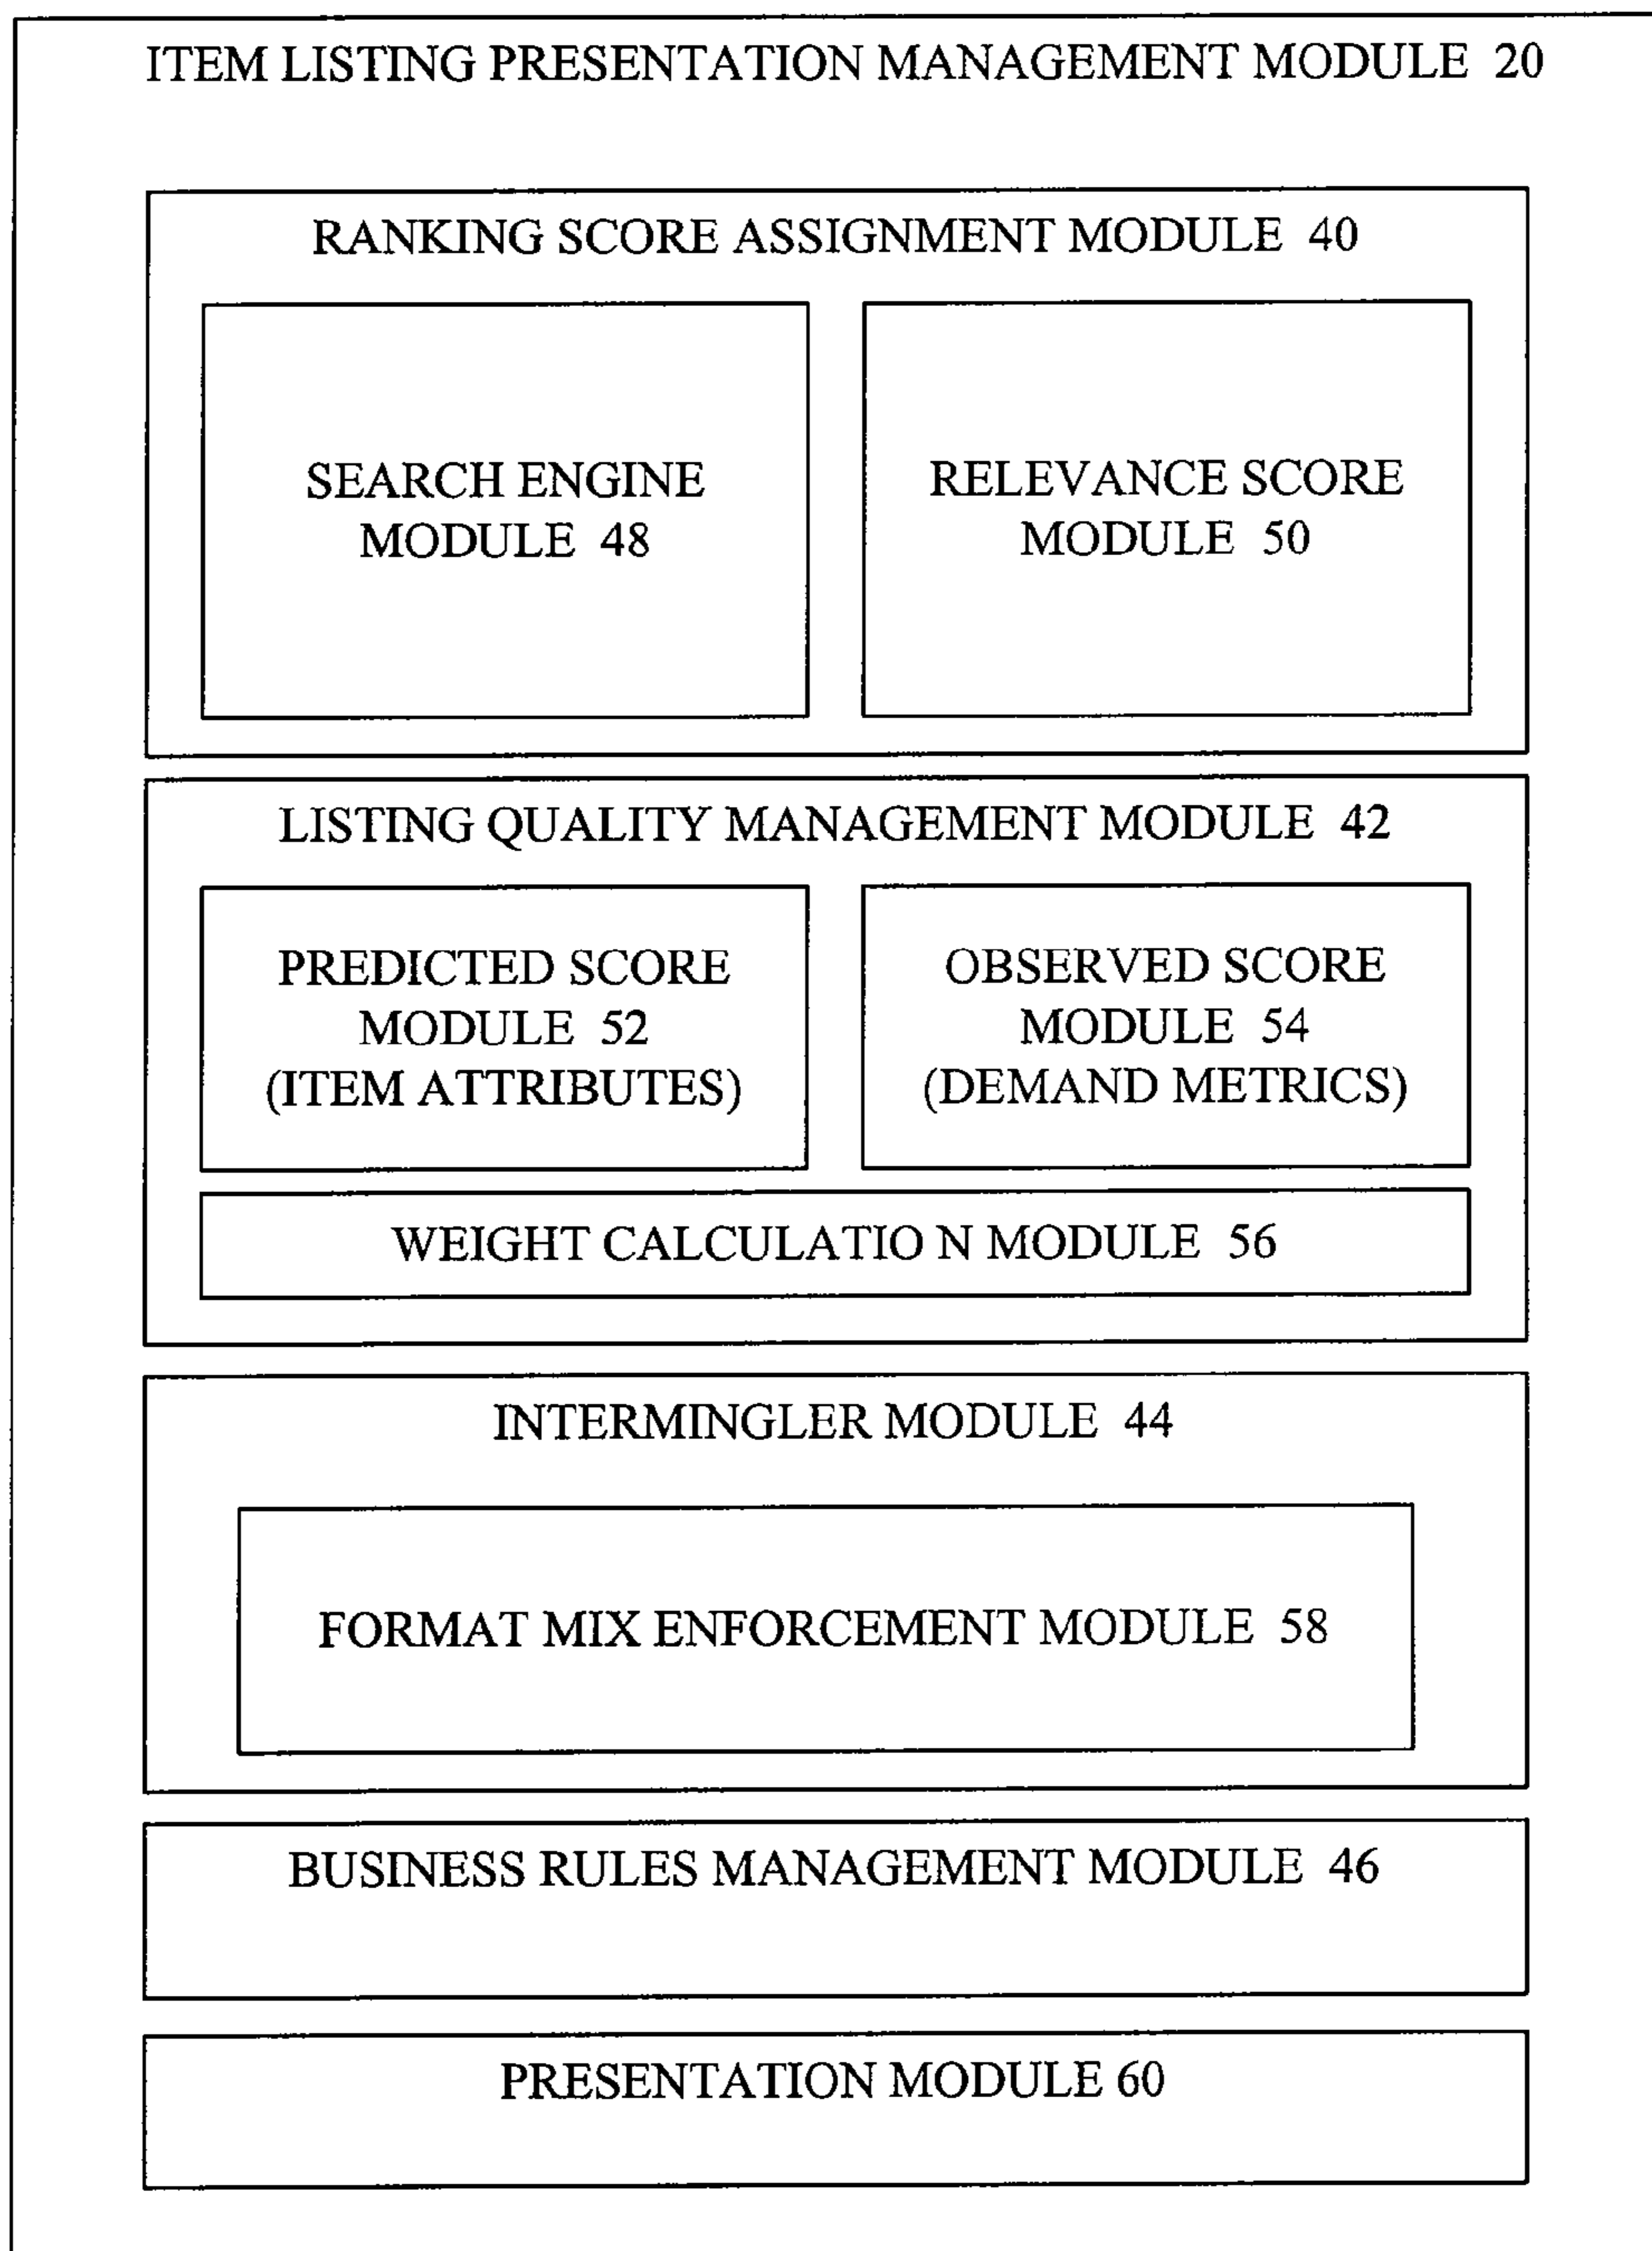 ITEM LISTING PRESENTATION MANAGEMENT MODULE 20
RANKING SCORE ASSIGNMENT MODULE 40
SEARCH ENGINE
MODULE 48
RELEVANCE SCORE
MODULE 50
LISTING QUALITY MANAGEMENT MODULE 42
PREDICTED SCORE
MODULE 52
(ITEM ATTRIBUTES)
OBSERVED SCORE
MODULE 54
(DEMAND METRICS)
WEIGHT CALCULATIO N MODULE 56
INTERMINGLER MODULE 44
FORMAT MIX ENFORCEMENT MODULE 58
BUSINESS RULES MANAGEMENT MODULE 46
PRESENTATION MODULE 60